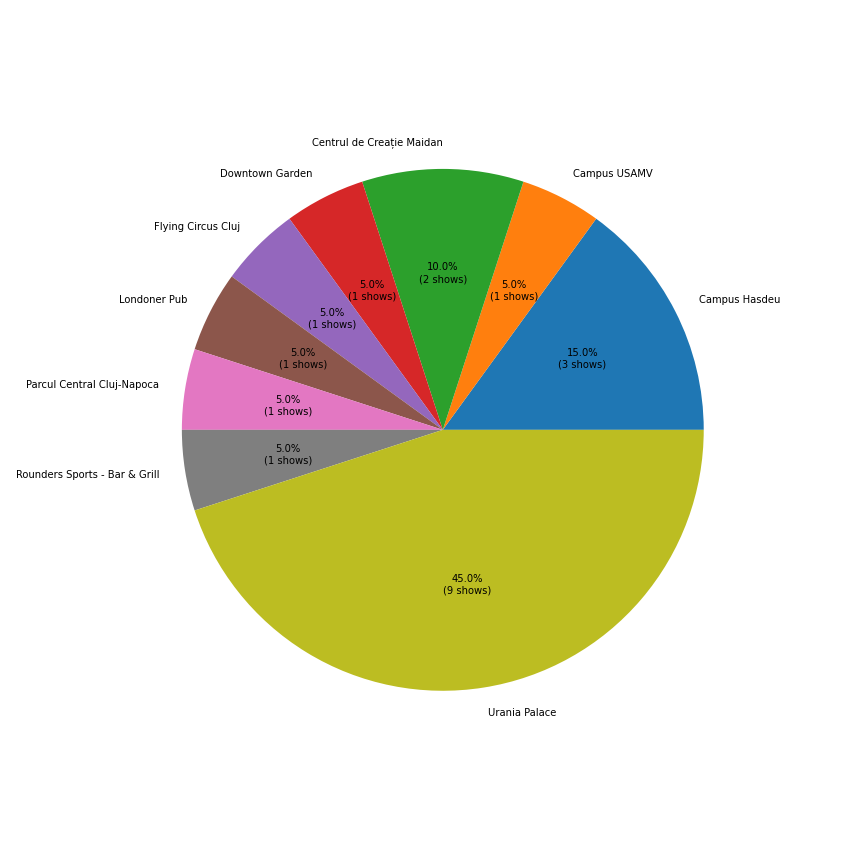 Centrul de Creație Maidan
Downtown Garden
Campus USAMV
Flying Circus Cluj
Londoner Pub
Campus Hasdeu
Parcul Central Cluj-Napoca
Rounders Sports - Bar & Grill
Urania Palace
10.0%
(2 shows)
5.0%
(1 shows)
5.0%
(1 shows)
5.0%
(1 shows)
5.0%
(1 shows)
15.0%
(3 shows)
5.0%
(1 shows)
5.0%
(1 shows)
45.0%
(9 shows)